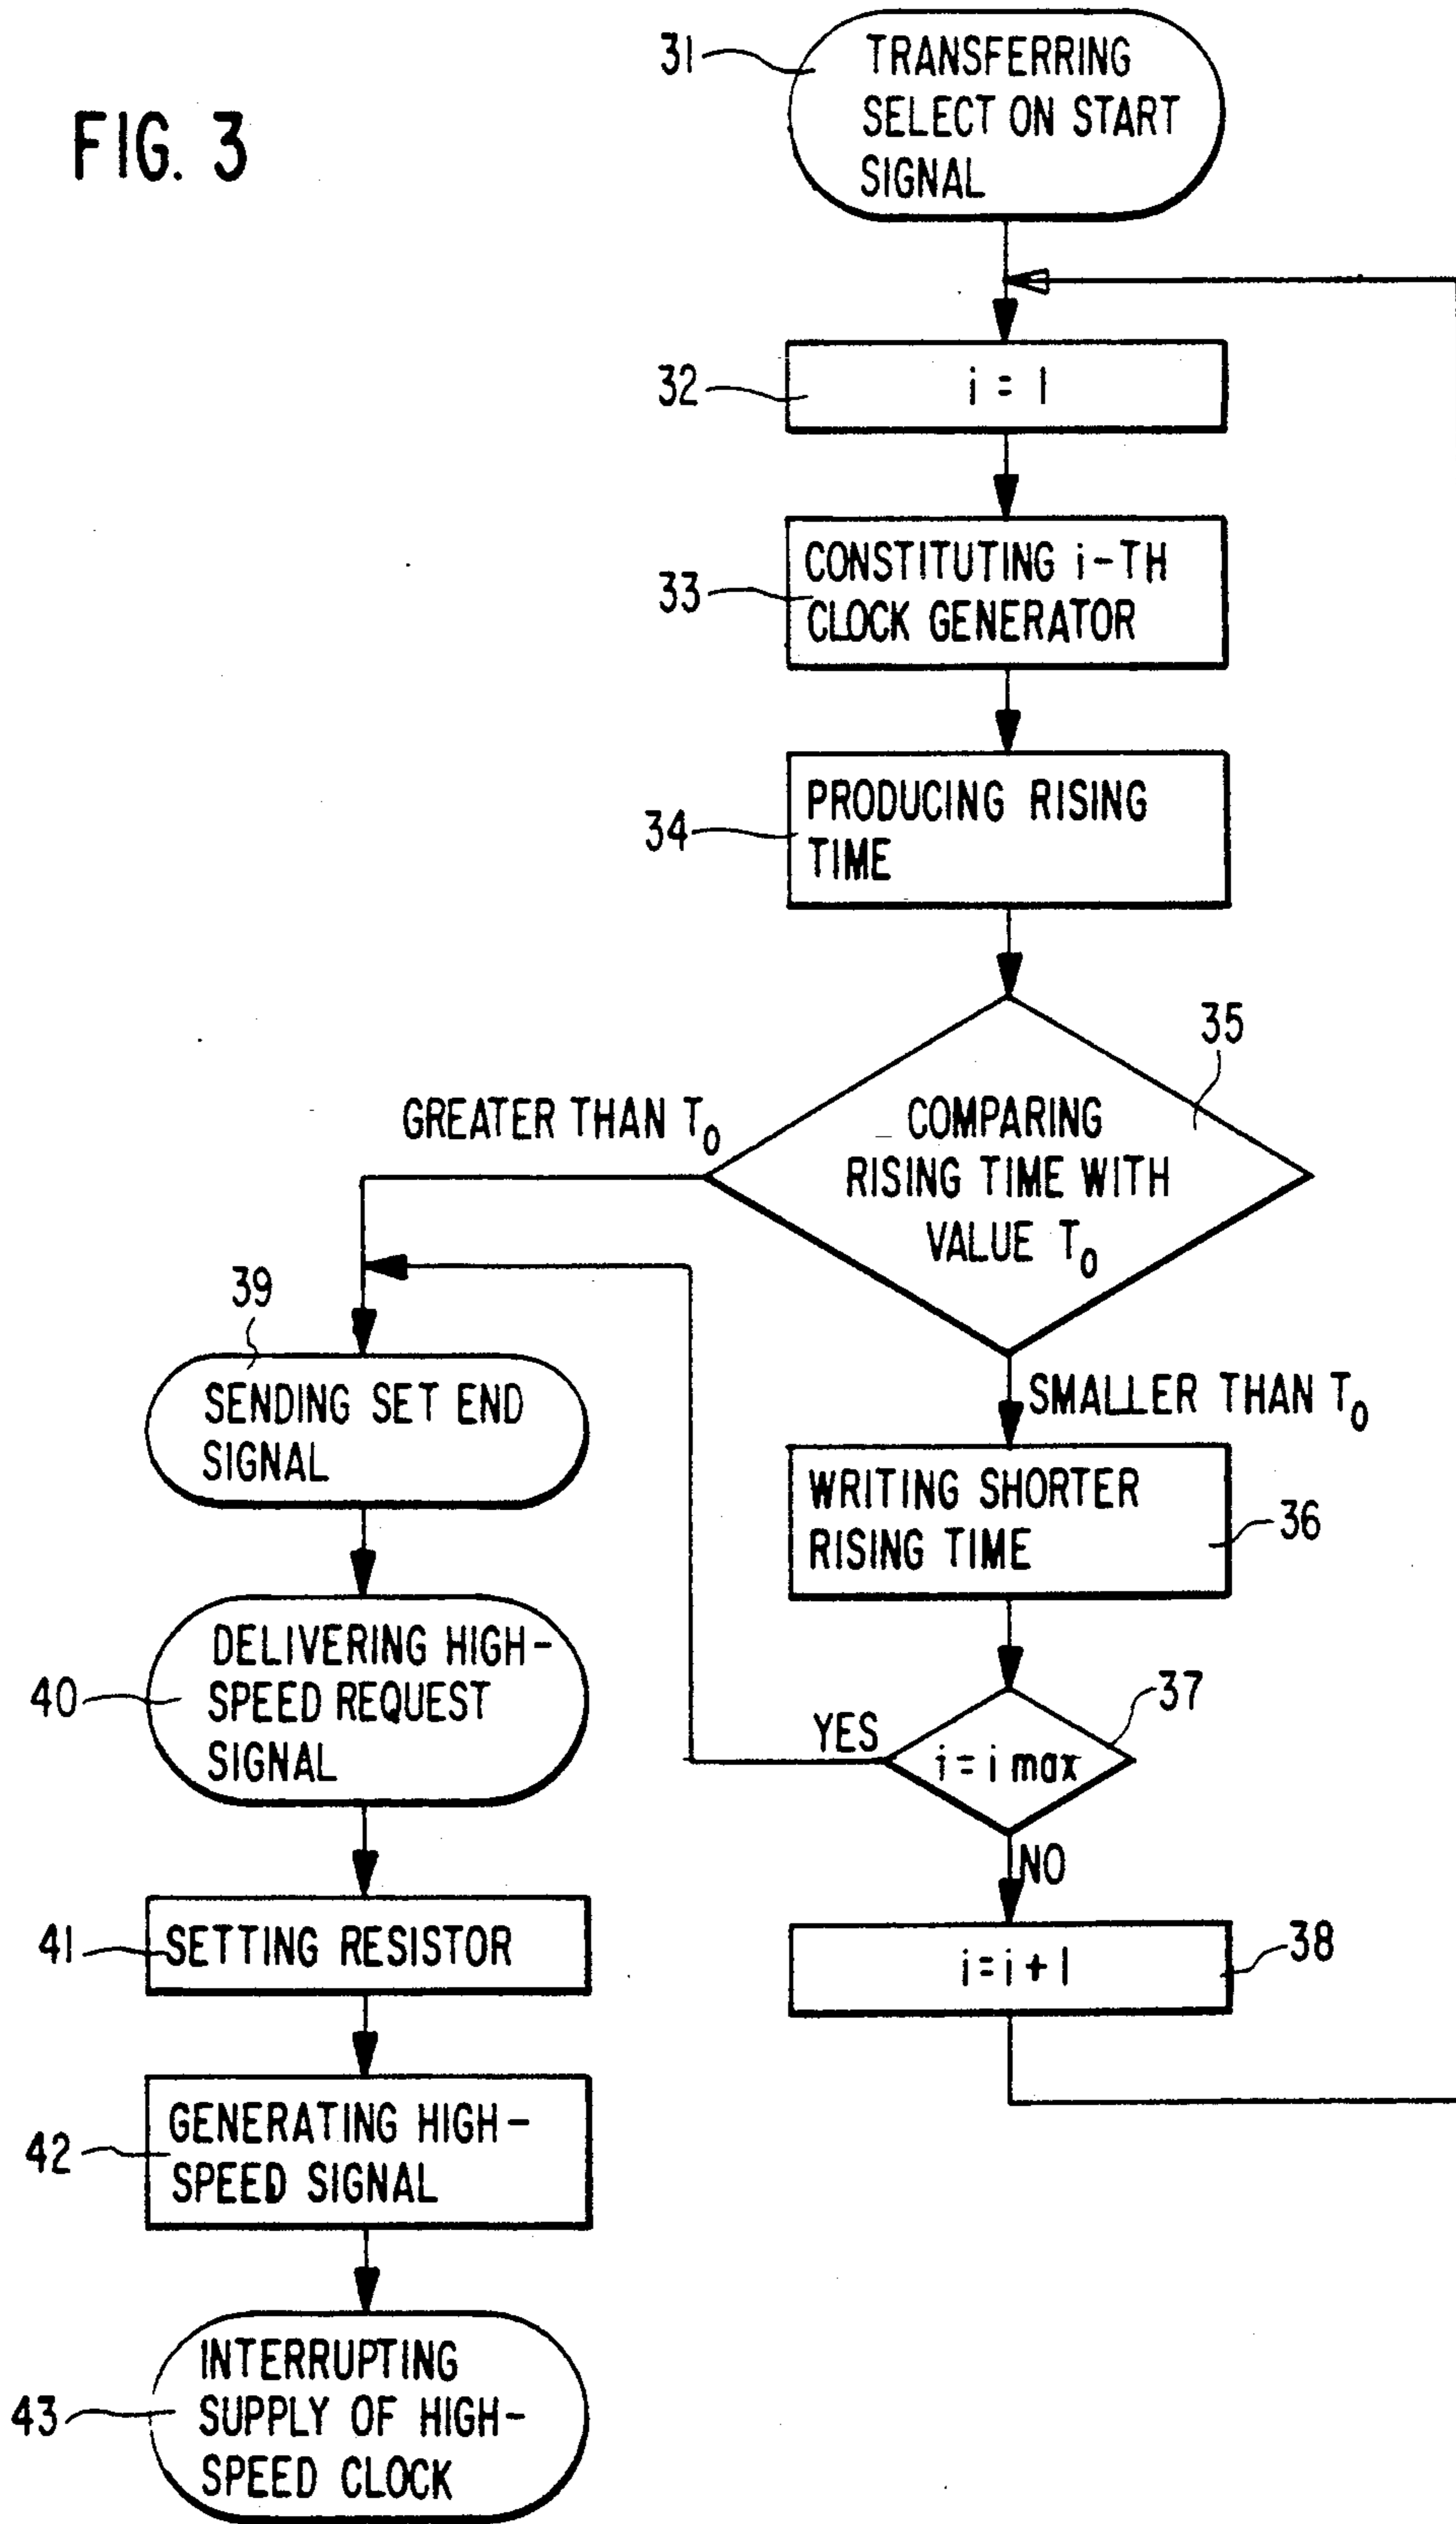 FIG. 3
31
TRANSFERRING
SELECT ON START
SIGNAL
32
i = 1
33
CONSTITUTING i-TH
CLOCK GENERATOR
34
PRODUCING RISING
TIME
35
COMPARING
RISING TIME WITH
VALUE T₀
GREATER THAN T₀
SMALLER THAN T₀
36
WRITING SHORTER
RISING TIME
37
i = i max
YES
NO
38
i = i + 1
39
SENDING SET END
SIGNAL
40
DELIVERING HIGH-
SPEED REQUEST
SIGNAL
41
SETTING RESISTOR
42
GENERATING HIGH-
SPEED SIGNAL
43
INTERRUPTING
SUPPLY OF HIGH-
SPEED CLOCK